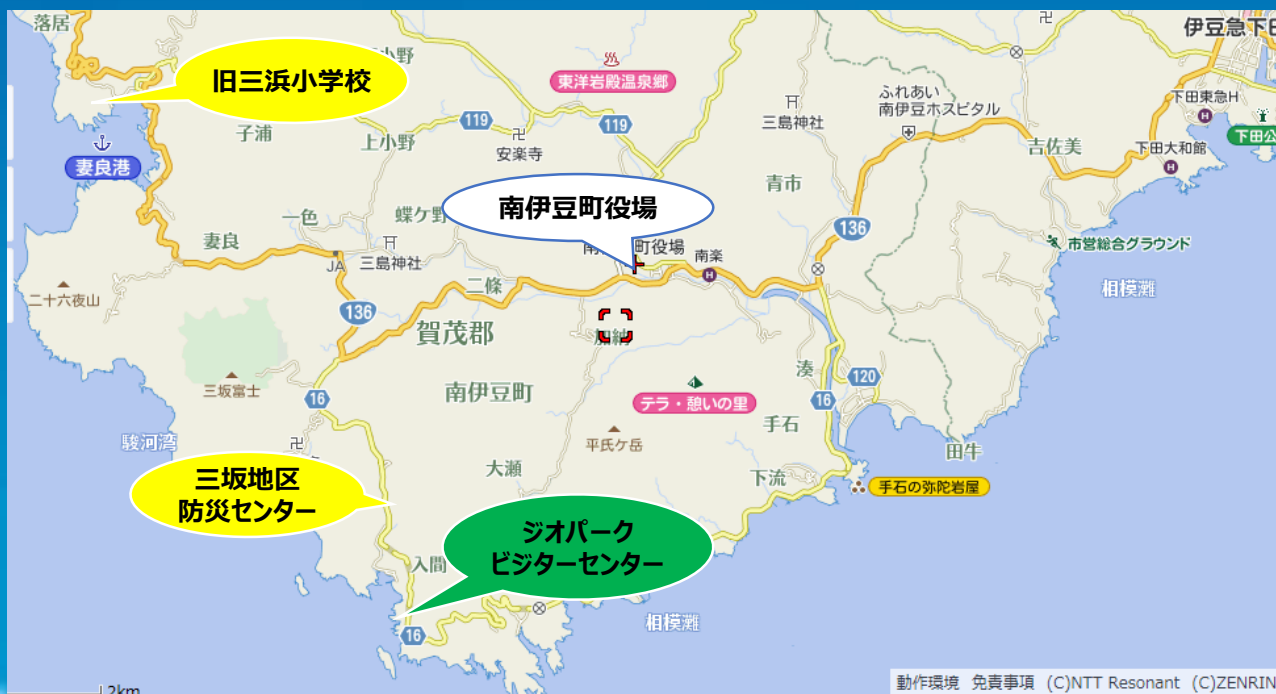 落居
伊豆急下
旧三浜小学校
小野
東洋岩殿温泉郷
ふれあい
南伊豆ホスピタル
下田東急H
三島神社
119
119
子浦
上小野
安楽寺
吉佐美
下田大和館
下田公
妻良港
青市
南伊豆町役場
一色
蝶ケ野
136
妻良
町役場
南楽
市営総合グラウンド
JA
三島神社
相模灘
二十六夜山
二條
136
賀茂郡
加納
湊
120
三坂富士
16
南伊豆町
テラ・憩いの里
16
手石
駿河湾
平氏ケ岳
田牛
三坂地区
防災センター
大瀬
下流
手石の弥陀岩屋
ジオパーク
ビジターセンター
入間
16
相模灘
2km
動作環境 免責事項 (C)NTT Resonant (C)ZENRIN